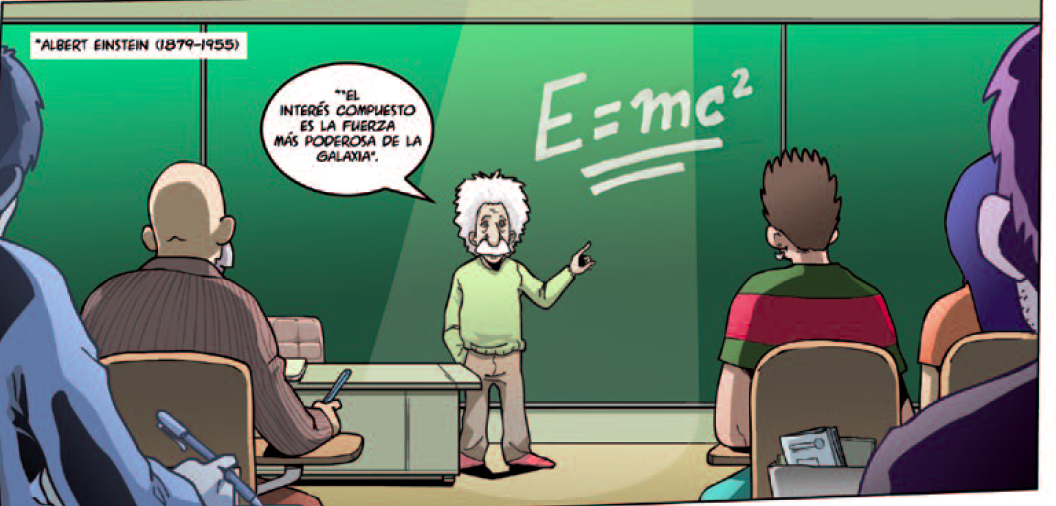 *ALBERT EINSTEIN (1879-1955)
*"EL
INTERÉS COMPUESTO
ES LA FUERZA
MÁS PODEROSA DE LA
GALAXIA".
E=mc²